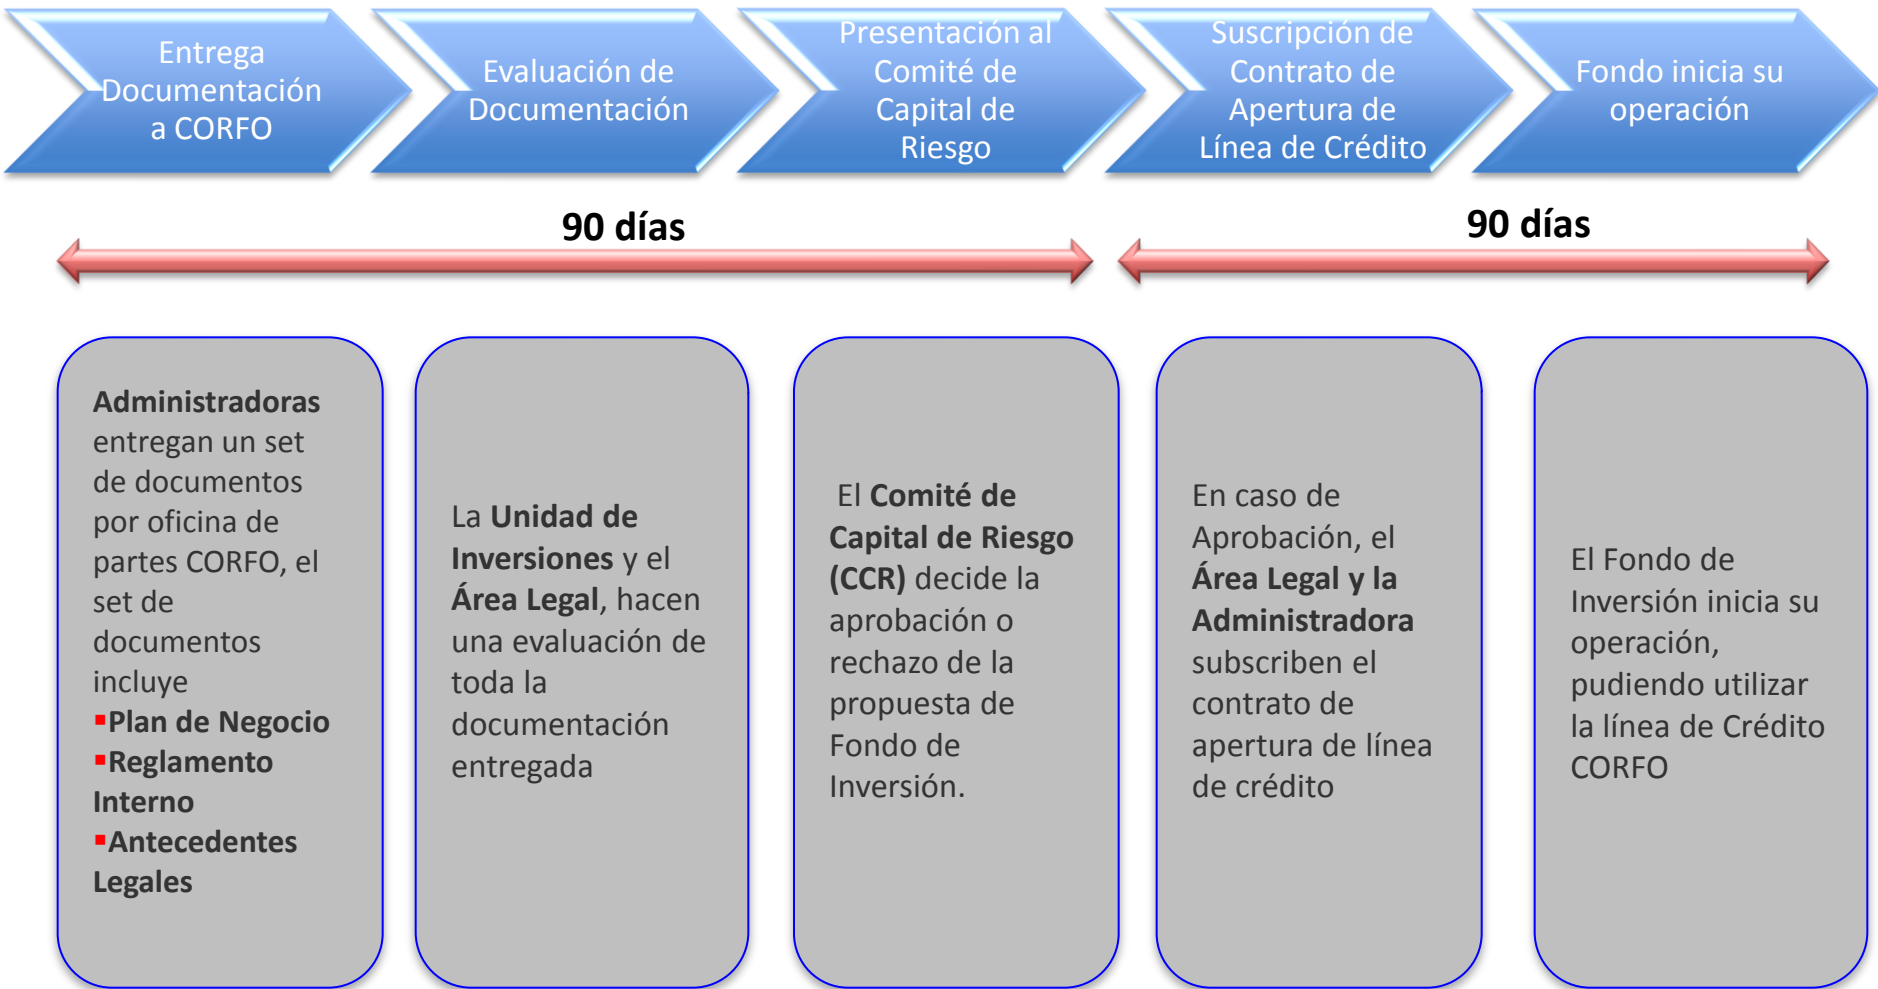 Entrega
Documentación
a CORFO
Evaluación de
Documentación
Presentación al
Comité de
Capital de
Riesgo
Suscripción de
Contrato de
Apertura de
Línea de Crédito
Fondo inicia su
operación
90 días
90 días
Administradoras
entregan un set
de documentos
por oficina de
partes CORFO, el
set de
documentos
incluye
▪Plan de Negocio
▪Reglamento
Interno
▪Antecedentes
Legales
La Unidad de
Inversiones y el
Área Legal, hacen
una evaluación de
toda la
documentación
entregada
El Comité de
Capital de Riesgo
(CCR) decide la
aprobación o
rechazo de la
propuesta de
Fondo de
Inversión.
En caso de
Aprobación, el
Área Legal y la
Administradora
subscriben el
contrato de
apertura de línea
de crédito
El Fondo de
Inversión inicia su
operación,
pudiendo utilizar
la línea de Crédito
CORFO